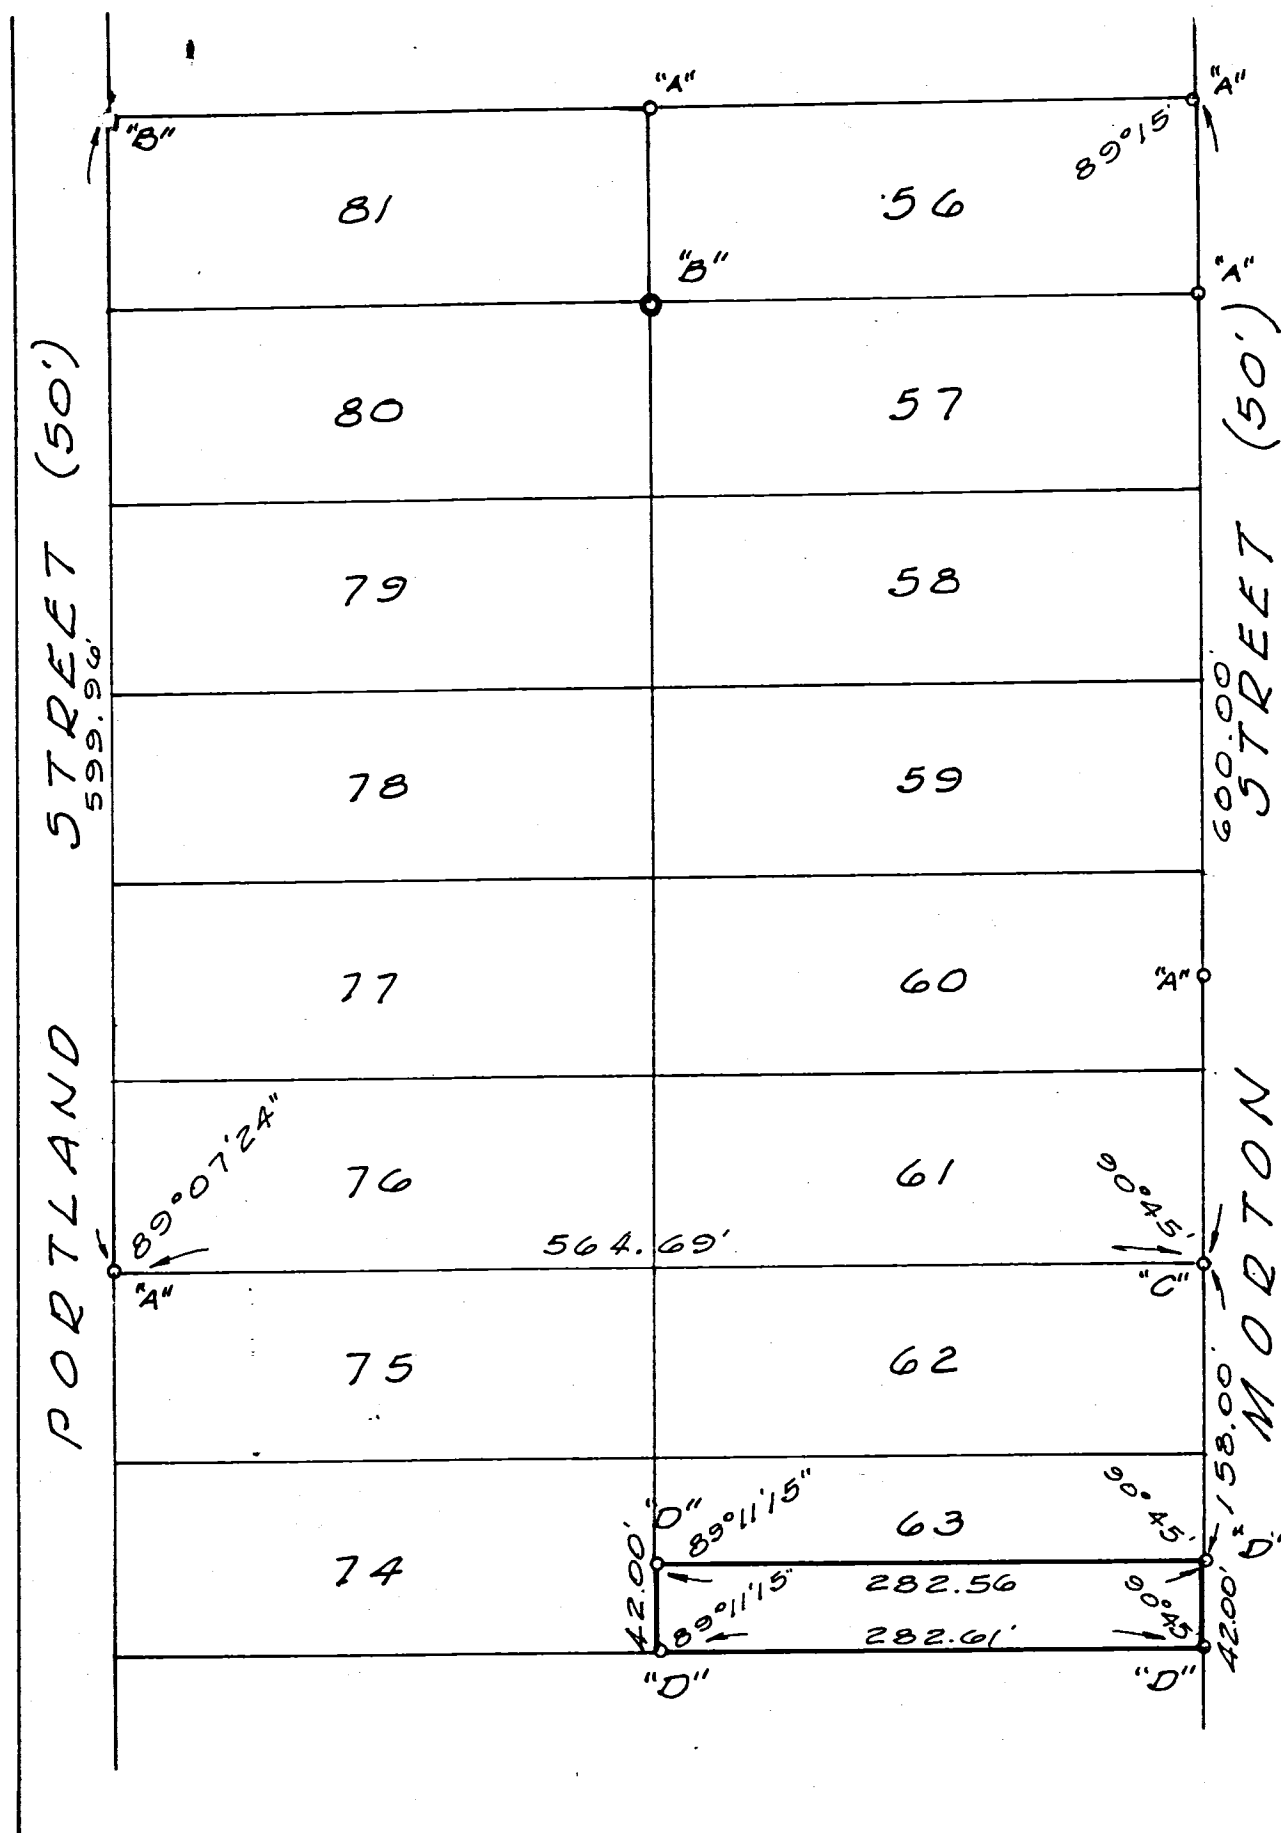 "A"
"A"
"B"
89°15'
81
56
"B"
"A"
80
57
79
58
78
59
77
60
"A"
76
61
89°07'24"
90°45'
564.69'
"A"
"C"
75
62
"D"
89°11'15"
63
90°45'
"D"
74
42.00'
282.56
89°11'15"
90°45'
42.00'
282.61'
"D"
"D"
PORTLAND STREET (50')
599.96'
MORTON STREET (50')
600.00'
158.00'